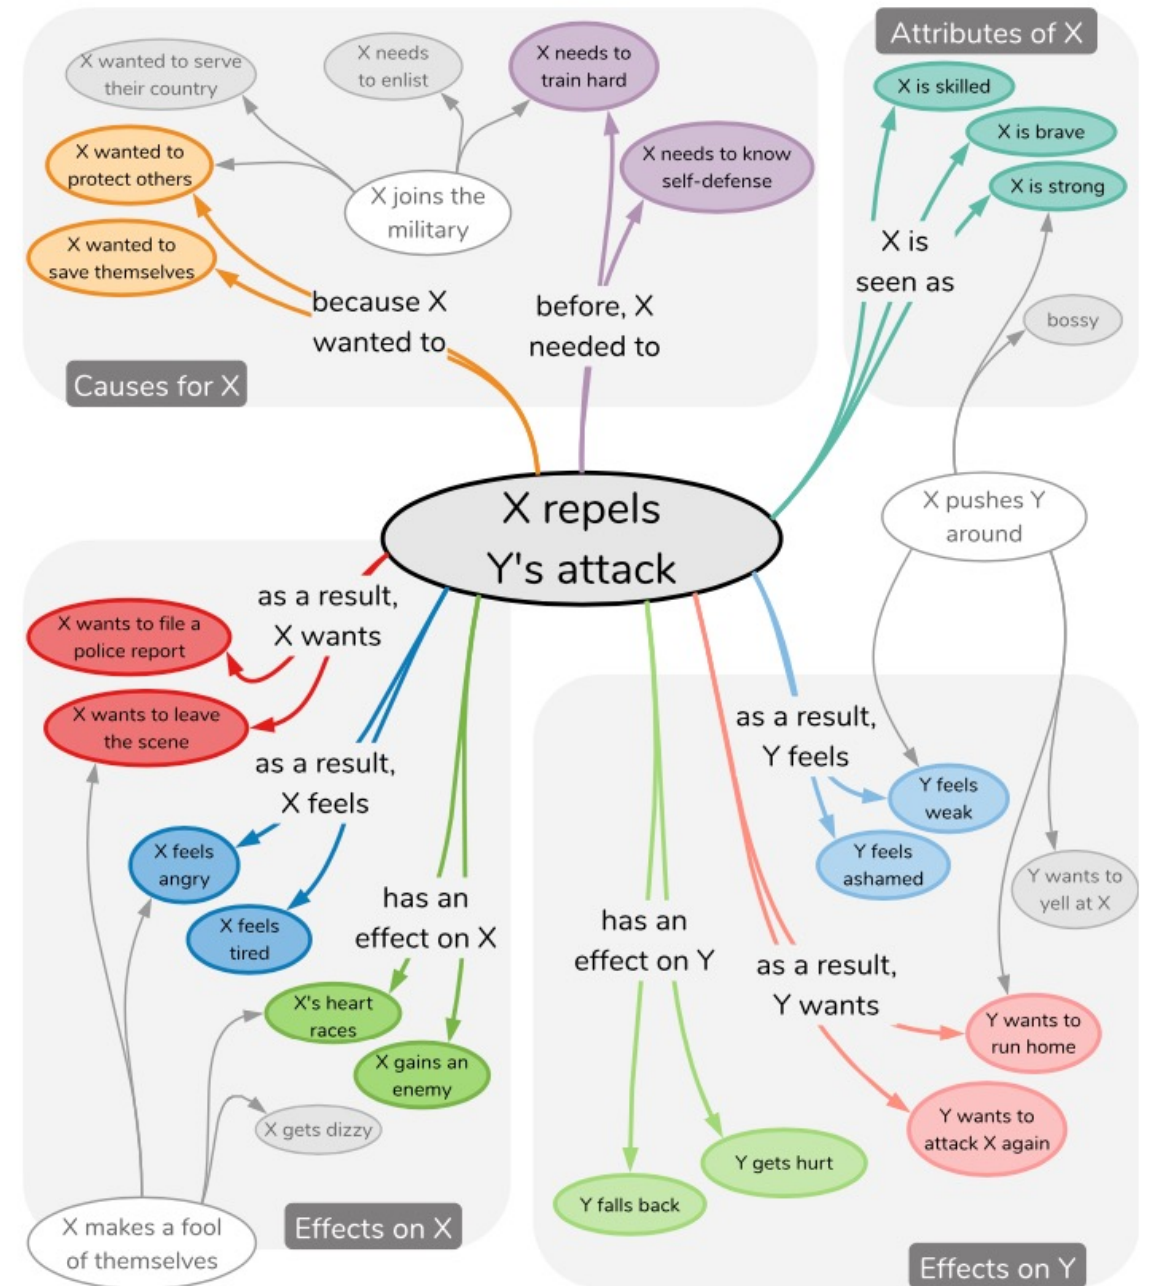 Attributes of X
X wanted to serve
their country
X needs
to enlist
X needs to
train hard
X wanted to
protect others
X needs to know
self-defense
X joins the
military
X wanted to
save themselves
because X
wanted to
before, X
needed to
Causes for X
X is skilled
X is brave
X is strong
X is
seen as
bossy
X repels
Y's attack
X pushes Y
around
as a result,
X wants
X wants to file a
police report
X wants to leave
the scene
as a result,
X feels
X feels
angry
X feels
tired
has an
effect on X
X's heart
races
X gains an
enemy
X gets dizzy
X makes a fool
of themselves
Effects on X
as a result,
Y feels
Y feels
weak
Y feels
ashamed
Y wants to
yell at X
has an
effect on Y
as a result,
Y wants
Y wants to
run home
Y wants to
attack X again
Y gets hurt
Y falls back
Effects on Y